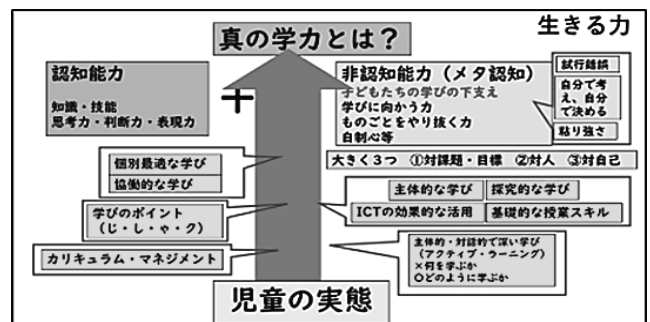 生きる力
真の学力とは？
認知能力
知識・技能
思考力・判断力・表現力
＋
非認知能力（メタ認知）
子どもたちの学びの下支え
学びに向かう力
ものごとをやり抜く力
自制心等
試行錯誤
自分で考
え、自分
で決める
粘り強さ
大きく３つ　①対課題・目標　②対人　③対自己
個別最適な学び
協働的な学び
主体的な学び
探究的な学び
ICTの効果的な活用
基礎的な授業スキル
学びのポイント
（じ・し・ゃ・ク）
カリキュラム・マネジメント
主体的・対話的で深い学び
（アクティブ・ラーニング）
×何を学ぶか
○どのように学ぶか
児童の実態